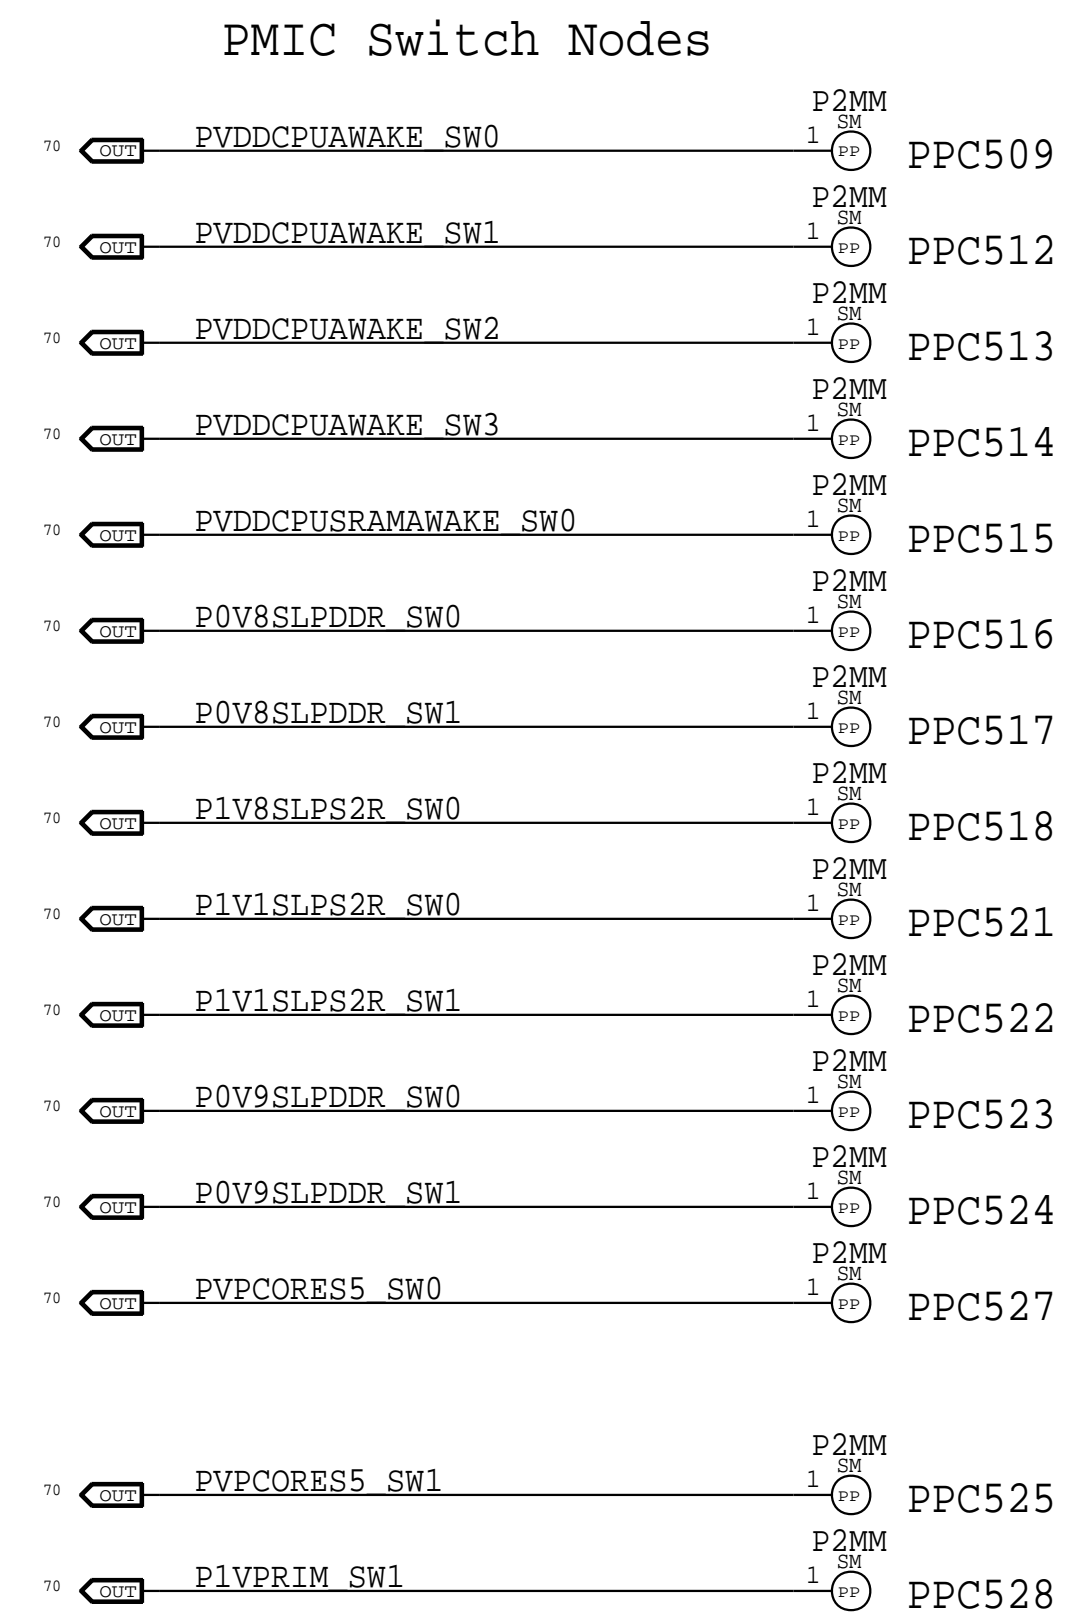 PMIC Switch Nodes
P2MM
SM
70 OUT PVDDCPUAWAKE_SW0 1 PP PPC509
P2MM
SM
70 OUT PVDDCPUAWAKE_SW1 1 PP PPC512
P2MM
SM
70 OUT PVDDCPUAWAKE_SW2 1 PP PPC513
P2MM
SM
70 OUT PVDDCPUAWAKE_SW3 1 PP PPC514
P2MM
SM
70 OUT PVDDCPUSRAMAWAKE_SW0 1 PP PPC515
P2MM
SM
70 OUT P0V8SLPDDR_SW0 1 PP PPC516
P2MM
SM
70 OUT P0V8SLPDDR_SW1 1 PP PPC517
P2MM
SM
70 OUT P1V8SLPS2R_SW0 1 PP PPC518
P2MM
SM
70 OUT P1V1SLPS2R_SW0 1 PP PPC521
P2MM
SM
70 OUT P1V1SLPS2R_SW1 1 PP PPC522
P2MM
SM
70 OUT P0V9SLPDDR_SW0 1 PP PPC523
P2MM
SM
70 OUT P0V9SLPDDR_SW1 1 PP PPC524
P2MM
SM
70 OUT PVPCORES5_SW0 1 PP PPC527
P2MM
SM
70 OUT PVPCORES5_SW1 1 PP PPC525
P2MM
SM
70 OUT P1VPRIM_SW1 1 PP PPC528